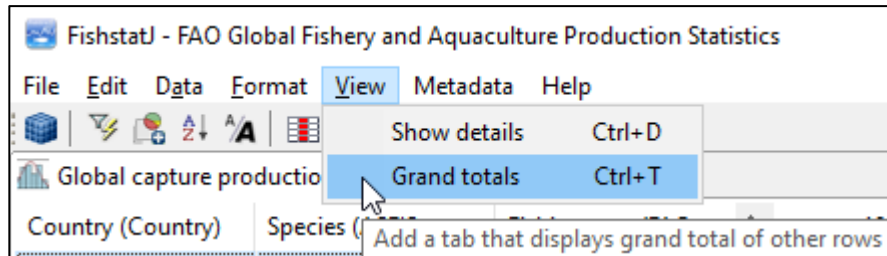 FishstatJ - FAO Global Fishery and Aquaculture Production Statistics
File Edit Data Format View Metadata Help
Show details Ctrl+D
Global capture productio
Grand totals Ctrl+T
Country (Country) Species (
Add a tab that displays grand total of other rows